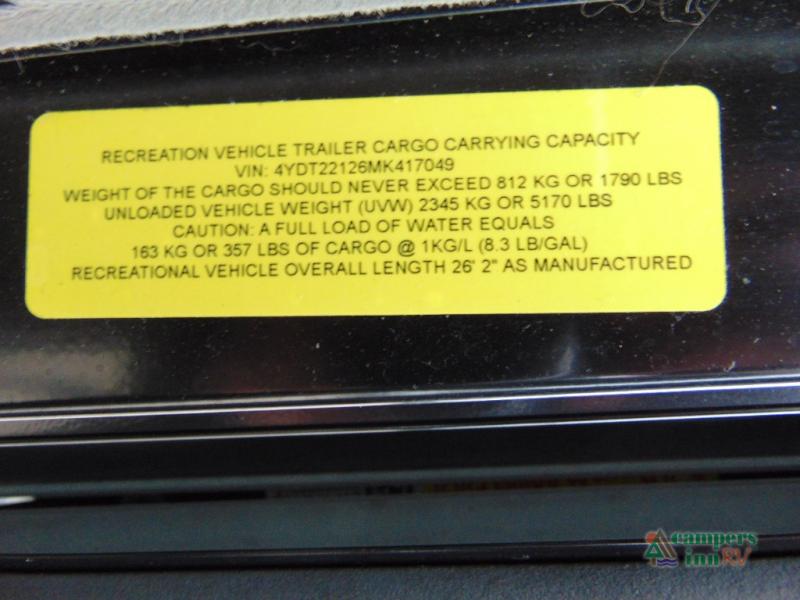 RECREATION VEHICLE TRAILER CARGO CARRYING CAPACITY
VIN: 4YDT22126MK417049
WEIGHT OF THE CARGO SHOULD NEVER EXCEED 812 KG OR 1790 LBS
UNLOADED VEHICLE WEIGHT (UVW) 2345 KG OR 5170 LBS
CAUTION: A FULL LOAD OF WATER EQUALS
163 KG OR 357 LBS OF CARGO @ 1KG/L (8.3 LB/GAL)
RECREATIONAL VEHICLE OVERALL LENGTH 26' 2" AS MANUFACTURED
campers
inn RV